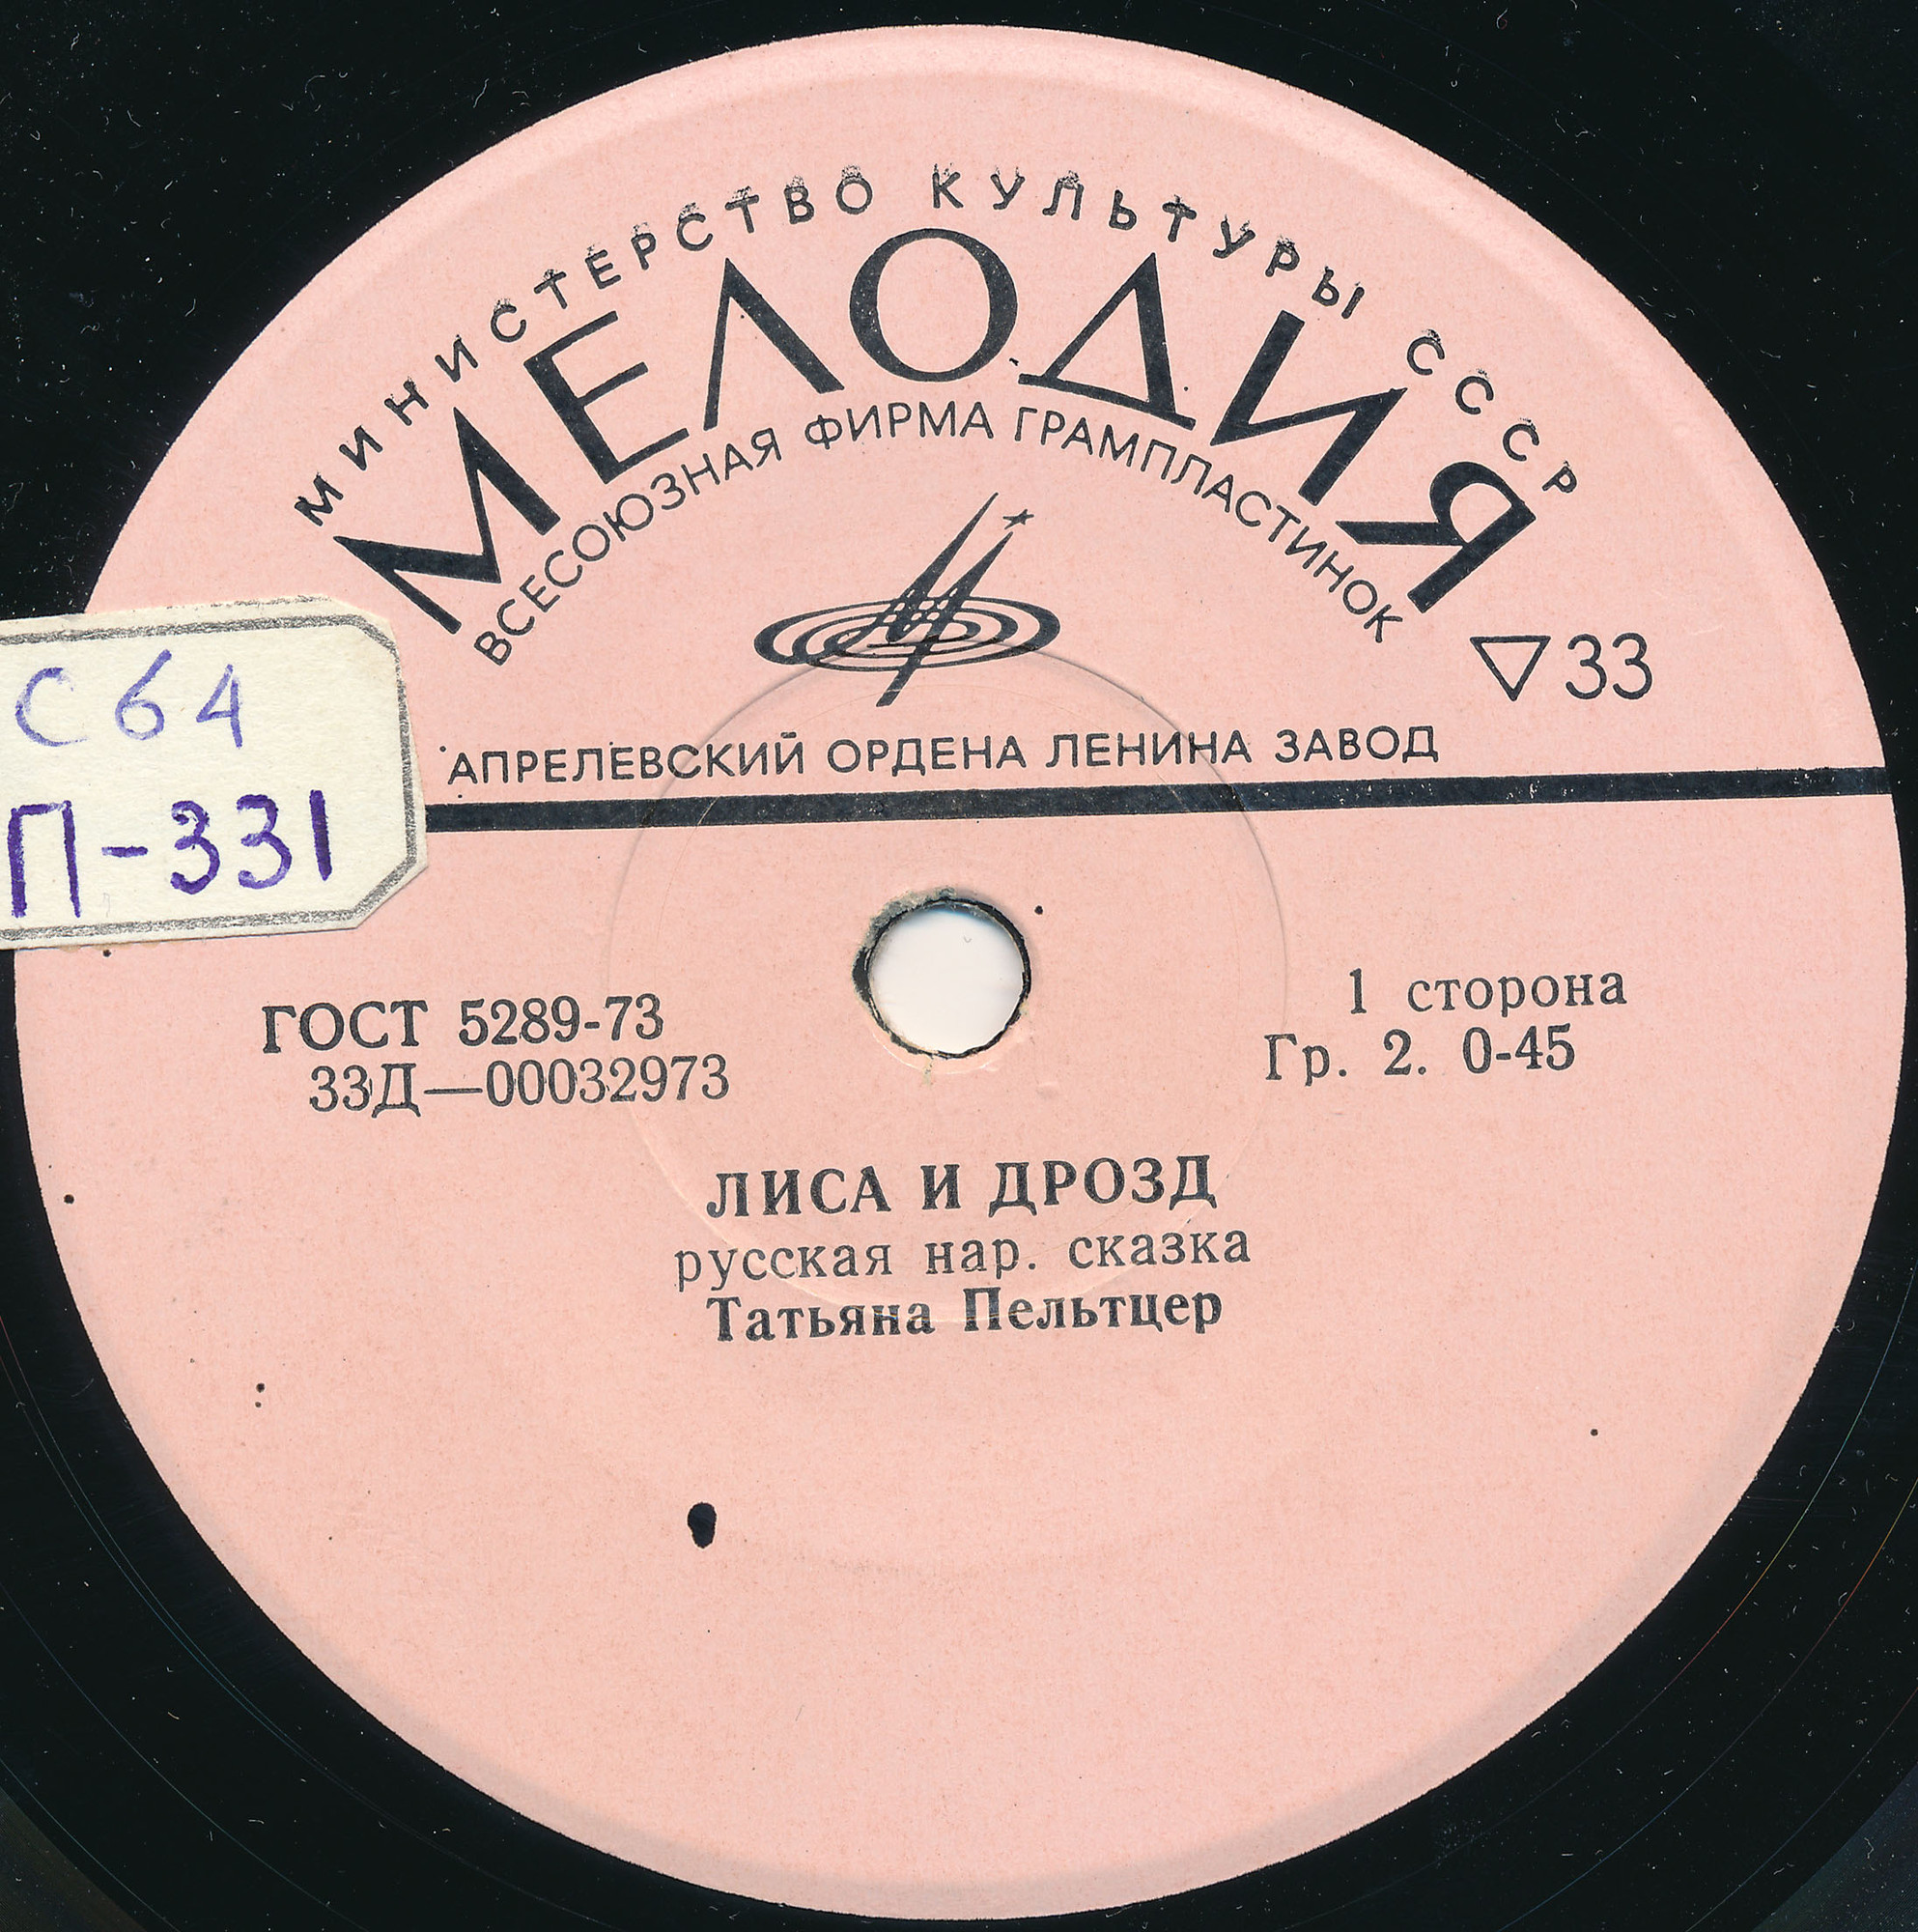 МИНИСТЕРСТВО КУЛЬТУРЫ СССР
МЕЛОДИЯ
ВСЕСОЮЗНАЯ ФИРМА ГРАМПЛАСТИНОК
▽33
АПРЕЛЕВСКИЙ ОРДЕНА ЛЕНИНА ЗАВОД
С 64
П-331
ГОСТ 5289-73
33Д—00032973
1 сторона
Гр. 2. 0-45
ЛИСА И ДРОЗД
русская нар. сказка
Татьяна Пельтцер